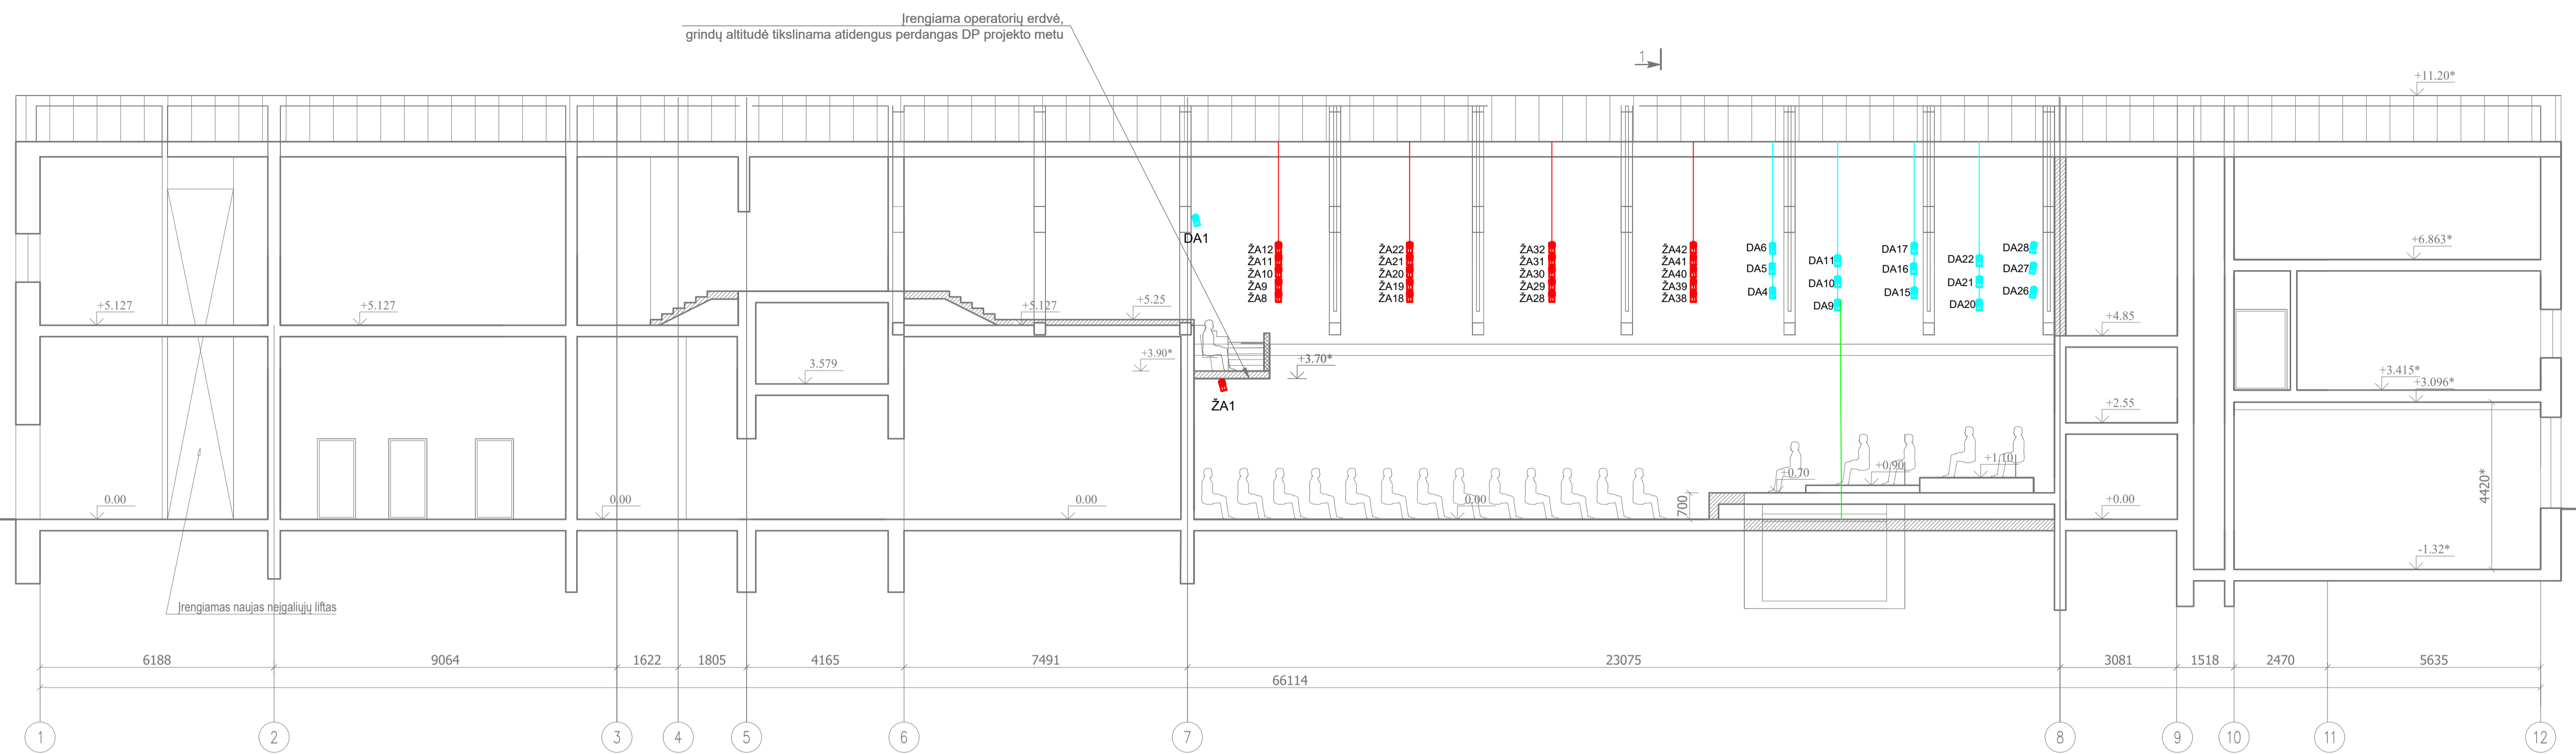 Įrengiama operatorių erdvė,
grindų altitudė tikslinama atidengus perdangas DP projekto metu
1
+11.20*
DA1
ŽA12
ŽA11
ŽA10
ŽA9
ŽA8
ŽA22
ŽA21
ŽA20
ŽA19
ŽA18
ŽA32
ŽA31
ŽA30
ŽA29
ŽA28
ŽA42
ŽA41
ŽA40
ŽA39
ŽA38
DA6
DA5
DA4
DA11
DA10
DA9
DA17
DA16
DA15
DA22
DA21
DA20
DA28
DA27
DA26
+6.863*
+5.127
+5.127
+5.127
+5.25
+4.85
3.579
+3.90*
+3.70*
ŽA1
+3.415*
+3.096*
+2.55
+0.70
+0.90
+1.10
700
4420*
0.00
0.00
0.00
0.00
+0.00
-1.32*
Įrengiamas naujas neįgaliųjų liftas
6188 9064 1622 1805 4165 7491 23075 3081 1518 2470 5635
66114
1 2 3 4 5 6 7 8 9 10 11 12